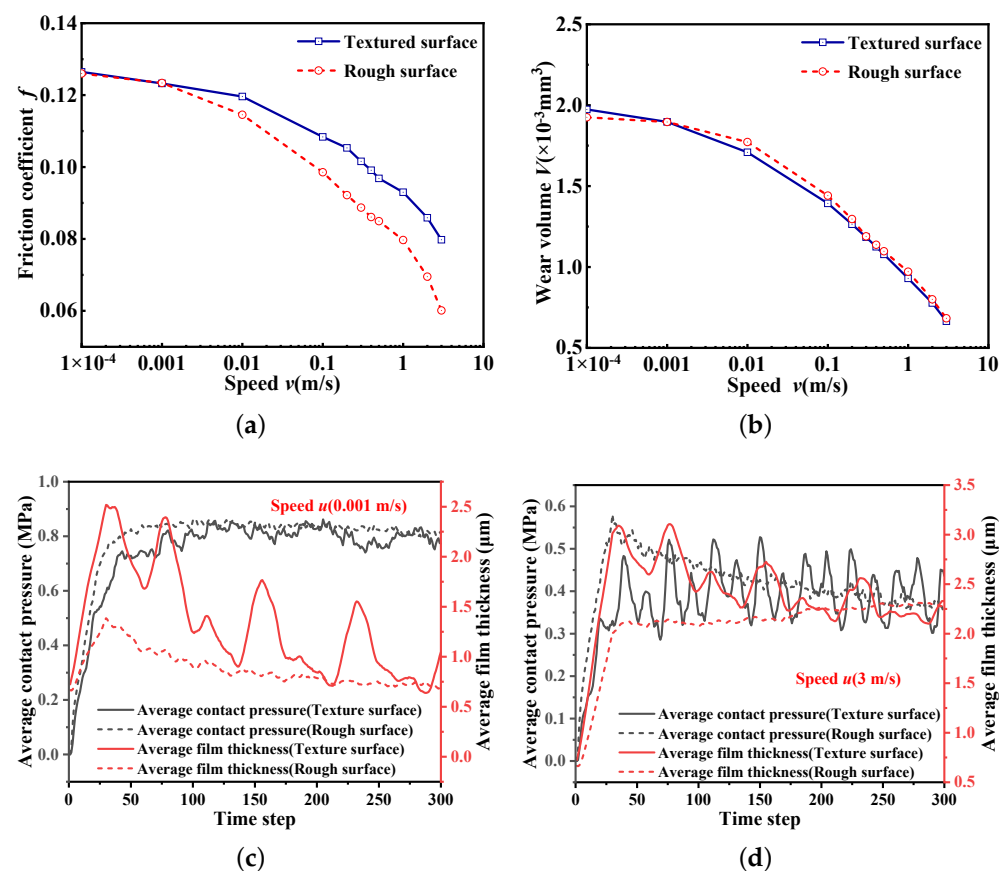 0.14
0.12
0.10
0.08
0.06
Friction coefficient f
Textured surface
Rough surface
1×10⁻⁴ 0.001 0.01 0.1 1 10
Speed v(m/s)
(a)
2.5
2.0
1.5
1.0
0.5
Wear volume V(×10⁻³mm³)
Textured surface
Rough surface
1×10⁻⁴ 0.001 0.01 0.1 1 10
Speed v(m/s)
(b)
1.0
0.8
0.6
0.4
0.2
0.0
Average contact pressure (MPa)
Speed u(0.001 m/s)
Average contact pressure(Texture surface)
Average contact pressure(Rough surface)
Average film thickness(Texture surface)
Average film thickness(Rough surface)
2.5
2.0
1.5
1.0
0.5
0.0
Average film thickness (μm)
0 50 100 150 200 250 300
Time step
(c)
0.6
0.5
0.4
0.3
0.2
0.1
0.0
Average contact pressure (MPa)
Speed u(3 m/s)
Average contact pressure(Texture surface)
Average contact pressure(Rough surface)
Average film thickness(Texture surface)
Average film thickness(Rough surface)
3.5
3.0
2.5
2.0
1.5
1.0
0.5
Average film thickness (μm)
0 50 100 150 200 250 300
Time step
(d)